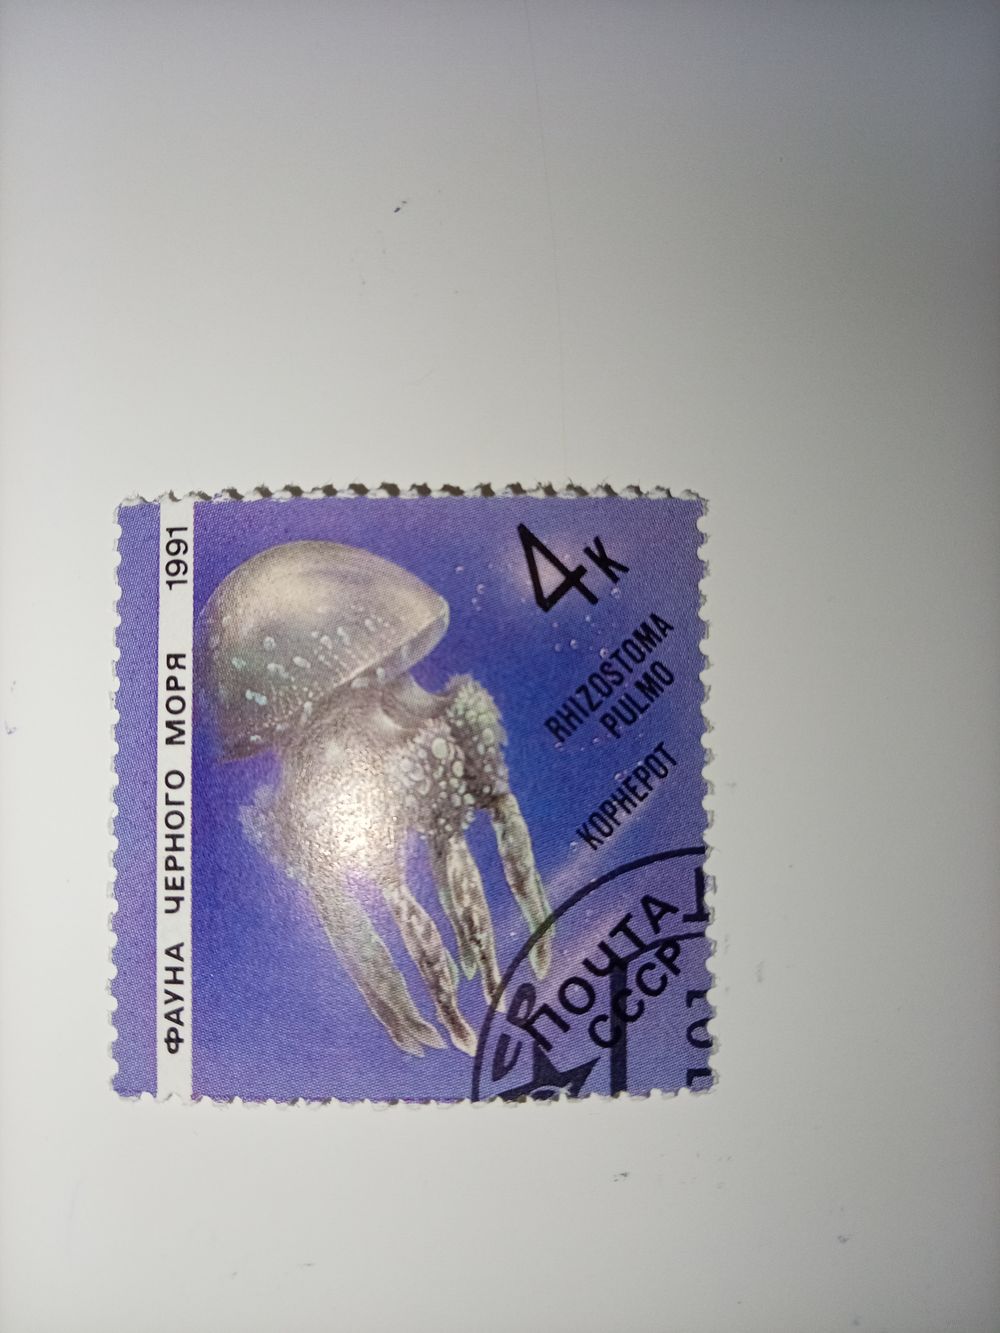 ФАУНА ЧЕРНОГО МОРЯ 1991
4к
RHIZOSTOMA
PULMO
КОРНЕРОТ
ПОЧТА
СССР